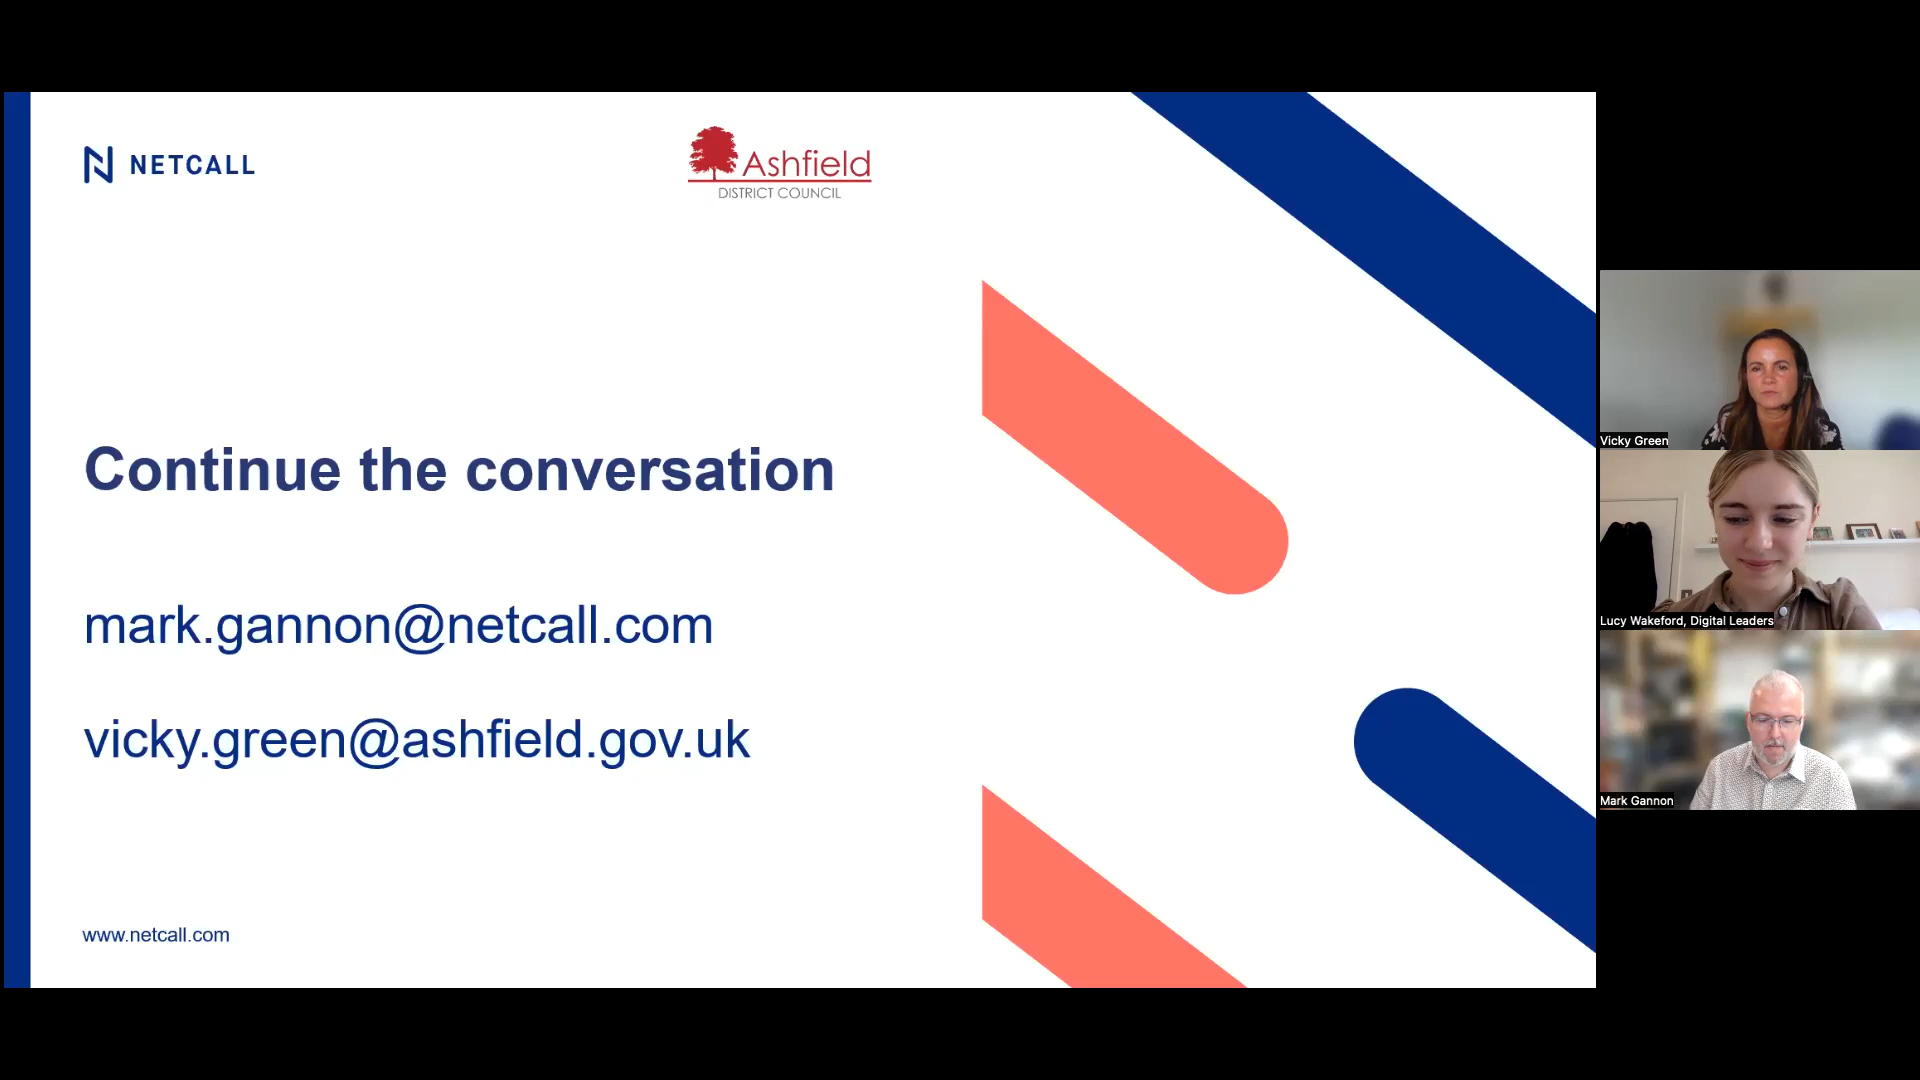 NETCALL
Ashfield
DISTRICT COUNCIL
Continue the conversation
mark.gannon@netcall.com
vicky.green@ashfield.gov.uk
www.netcall.com
Vicky Green
Lucy Wakeford, Digital Leaders
Mark Gannon